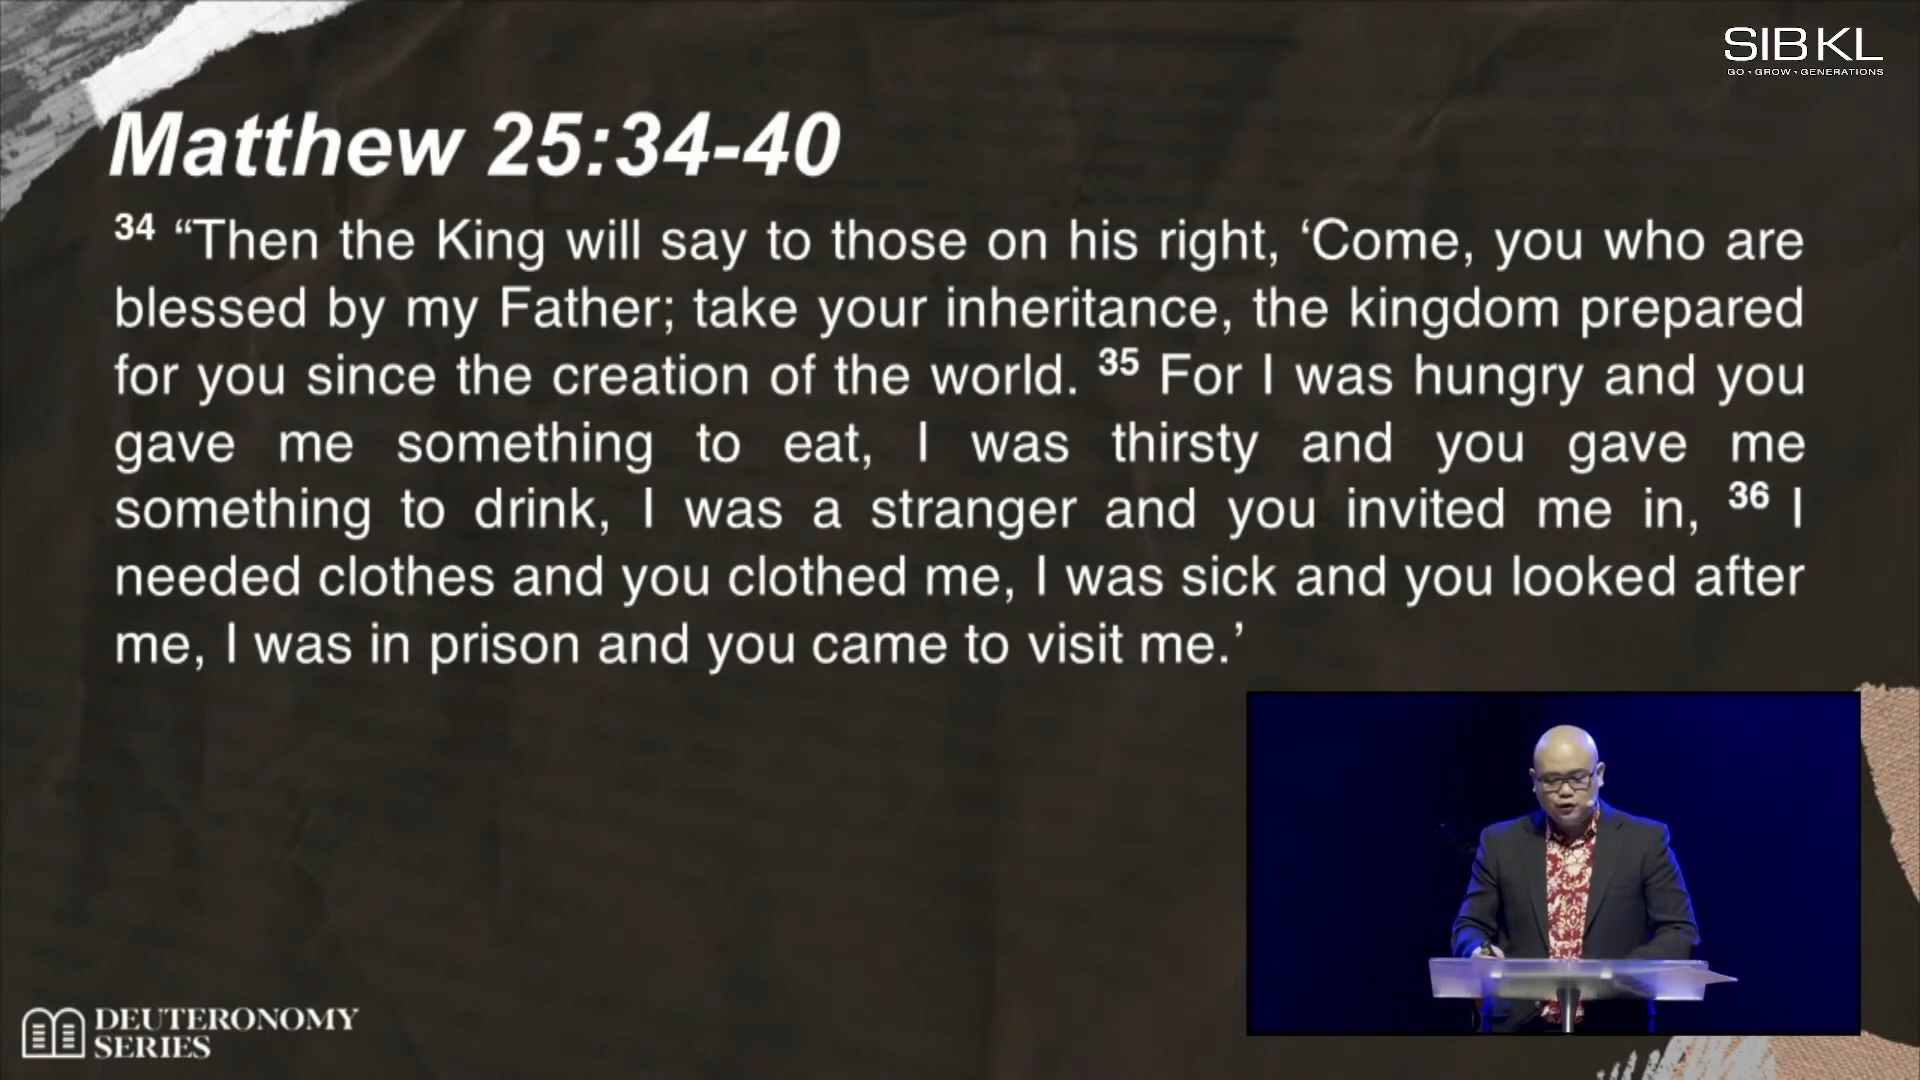 SIBKL
GO • GROW • GENERATIONS
Matthew 25:34-40
34 “Then the King will say to those on his right, ‘Come, you who are
blessed by my Father; take your inheritance, the kingdom prepared
for you since the creation of the world. 35 For I was hungry and you
gave me something to eat, I was thirsty and you gave me
something to drink, I was a stranger and you invited me in, 36 I
needed clothes and you clothed me, I was sick and you looked after
me, I was in prison and you came to visit me.’
DEUTERONOMY
SERIES